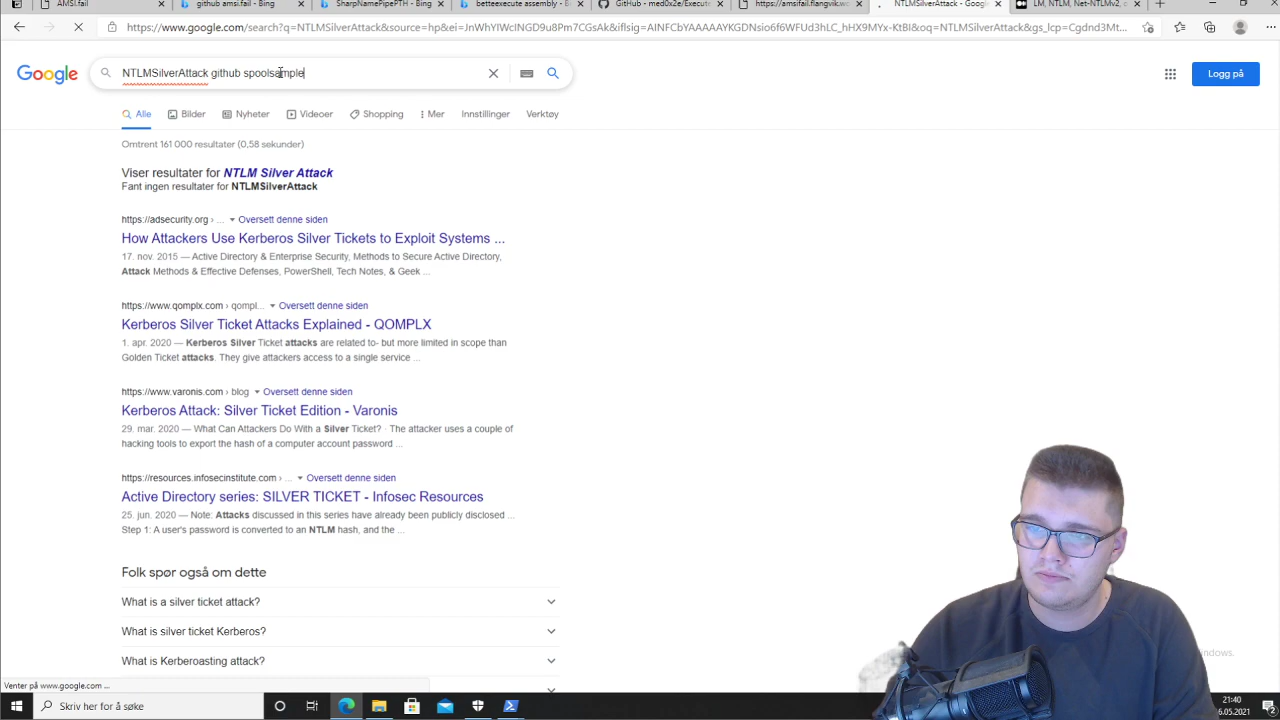 AMSI.fail
github amsi.fail - Bing
SharpNamePipePTH - Bing
betteexecute assembly - Bing
GitHub - med0x2e/Execute
https://amsifail.vulkan
NTLMSilverAttack - Google
LM, NTLM, Net-NTLMv2,
https://www.google.com/search?q=NTLMSilverAttack&source=hp&ei=
Google
NTLMSilverAttack github spoolsample
Logg på
Alle
Bilder
Nyheter
Videoer
Shopping
Mer
Innstillinger
Verktøy
Omtrent 161 000 resultater (0,58 sekunder)
Viser resultater for NTLM Silver Attack
Fant ingen resultater for NTLMSilverAttack
https://adsecurity.org › ... Oversett denne siden
How Attackers Use Kerberos Silver Tickets to Exploit Systems ...
17. nov. 2015 — Active Directory & Enterprise Security, Methods to Secure Active Directory,
Attack Methods & Effective Defenses, PowerShell, Tech Notes, & Geek ...
https://www.qomplx.com › qompl... Oversett denne siden
Kerberos Silver Ticket Attacks Explained - QOMPLX
1. apr. 2020 — Kerberos Silver Ticket attacks are related to- but more limited in scope than
Golden Ticket attacks. They give attackers access to a single service ...
https://www.varonis.com › blog Oversett denne siden
Kerberos Attack: Silver Ticket Edition - Varonis
29. mar. 2020 — What Can Attackers Do With a Silver Ticket? · The attacker uses a couple of
hacking tools to export the hash of a computer account password ...
https://resources.infosecinstitute.com › ... Oversett denne siden
Active Directory series: SILVER TICKET - Infosec Resources
25. jun. 2020 — Note: Attacks discussed in this series have already been publicly disclosed ...
Step 1: A user's password is converted to an NTLM hash, and the ...
Folk spør også om dette
What is a silver ticket attack?
What is silver ticket Kerberos?
What is Kerberoasting attack?
Venter på www.google.com ...
Skriv her for å søke
21:40
6.05.2021
2